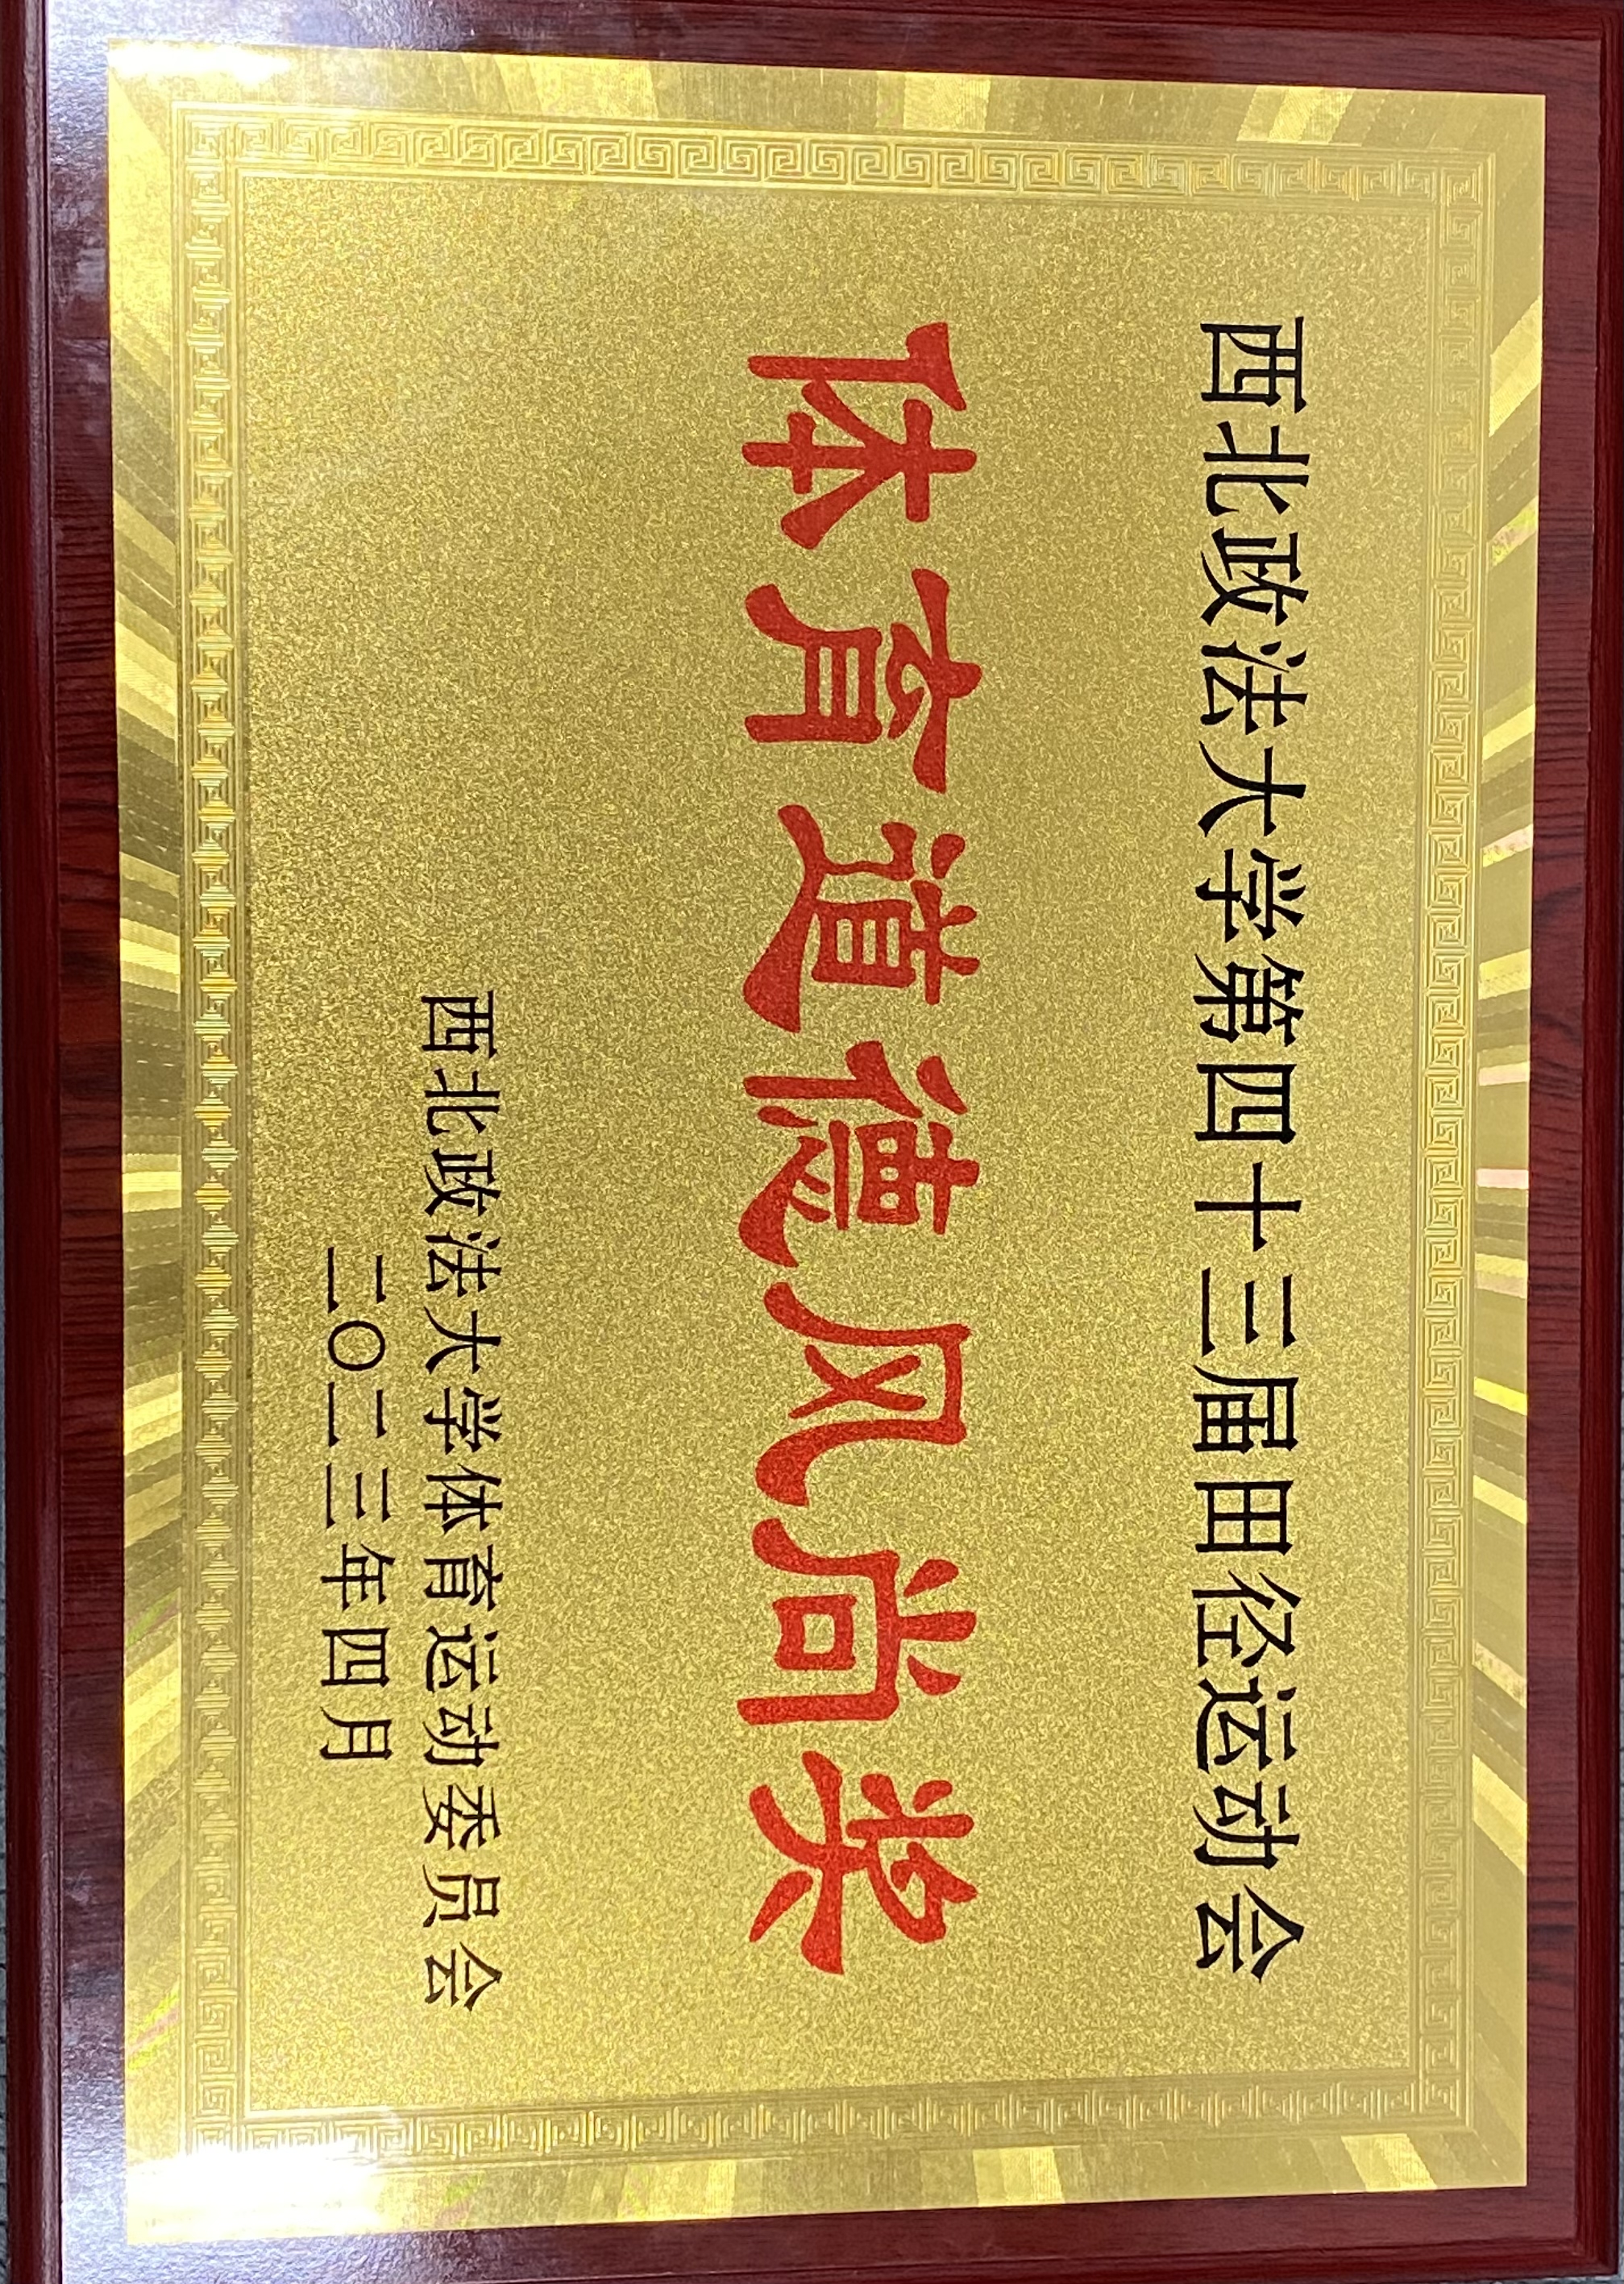 西北政法大学第四十三届田径运动会
体育道德风尚奖
西北政法大学体育运动委员会
二〇二三年四月